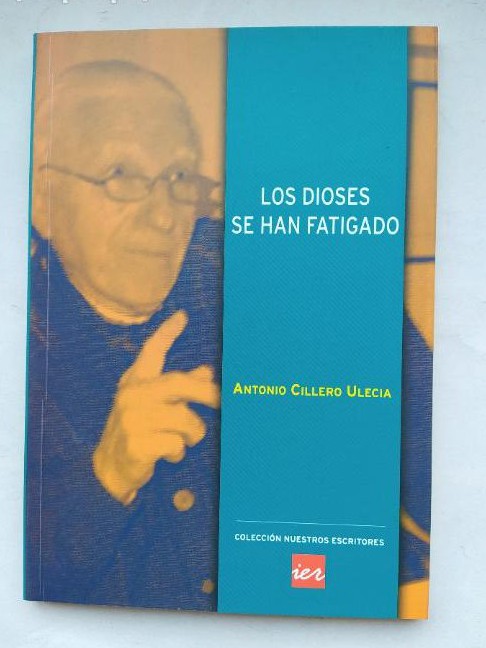 LOS DIOSES
SE HAN FATIGADO
ANTONIO CILLERO ULECIA
COLECCIÓN NUESTROS ESCRITORES
ier